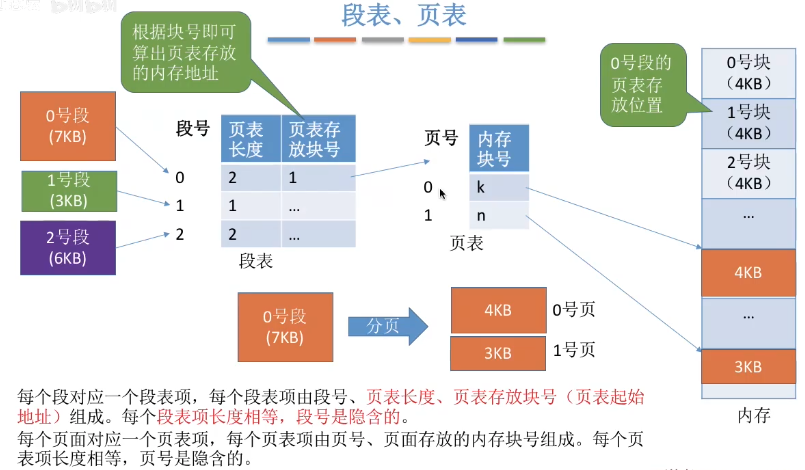 段表、页表
根据块号即可
算出页表存放
的内存地址
0号段的
页表存
放位置
0号段
(7KB)
1号段
(3KB)
2号段
(6KB)
段号
页表
长度
页表存
放块号
0
2
1
1
1
...
2
2
...
段表
页号
内存
块号
0
k
1
n
页表
0号块
(4KB)
1号块
(4KB)
2号块
(4KB)
...
4KB
...
3KB
内存
0号段
(7KB)
分页
4KB
0号页
3KB
1号页
每个段对应一个段表项，每个段表项由段号、页表长度、页表存放块号（页表起始
地址）组成。每个段表项长度相等，段号是隐含的。
每个页面对应一个页表项，每个页表项由页号、页面存放的内存块号组成。每个页
表项长度相等，页号是隐含的。